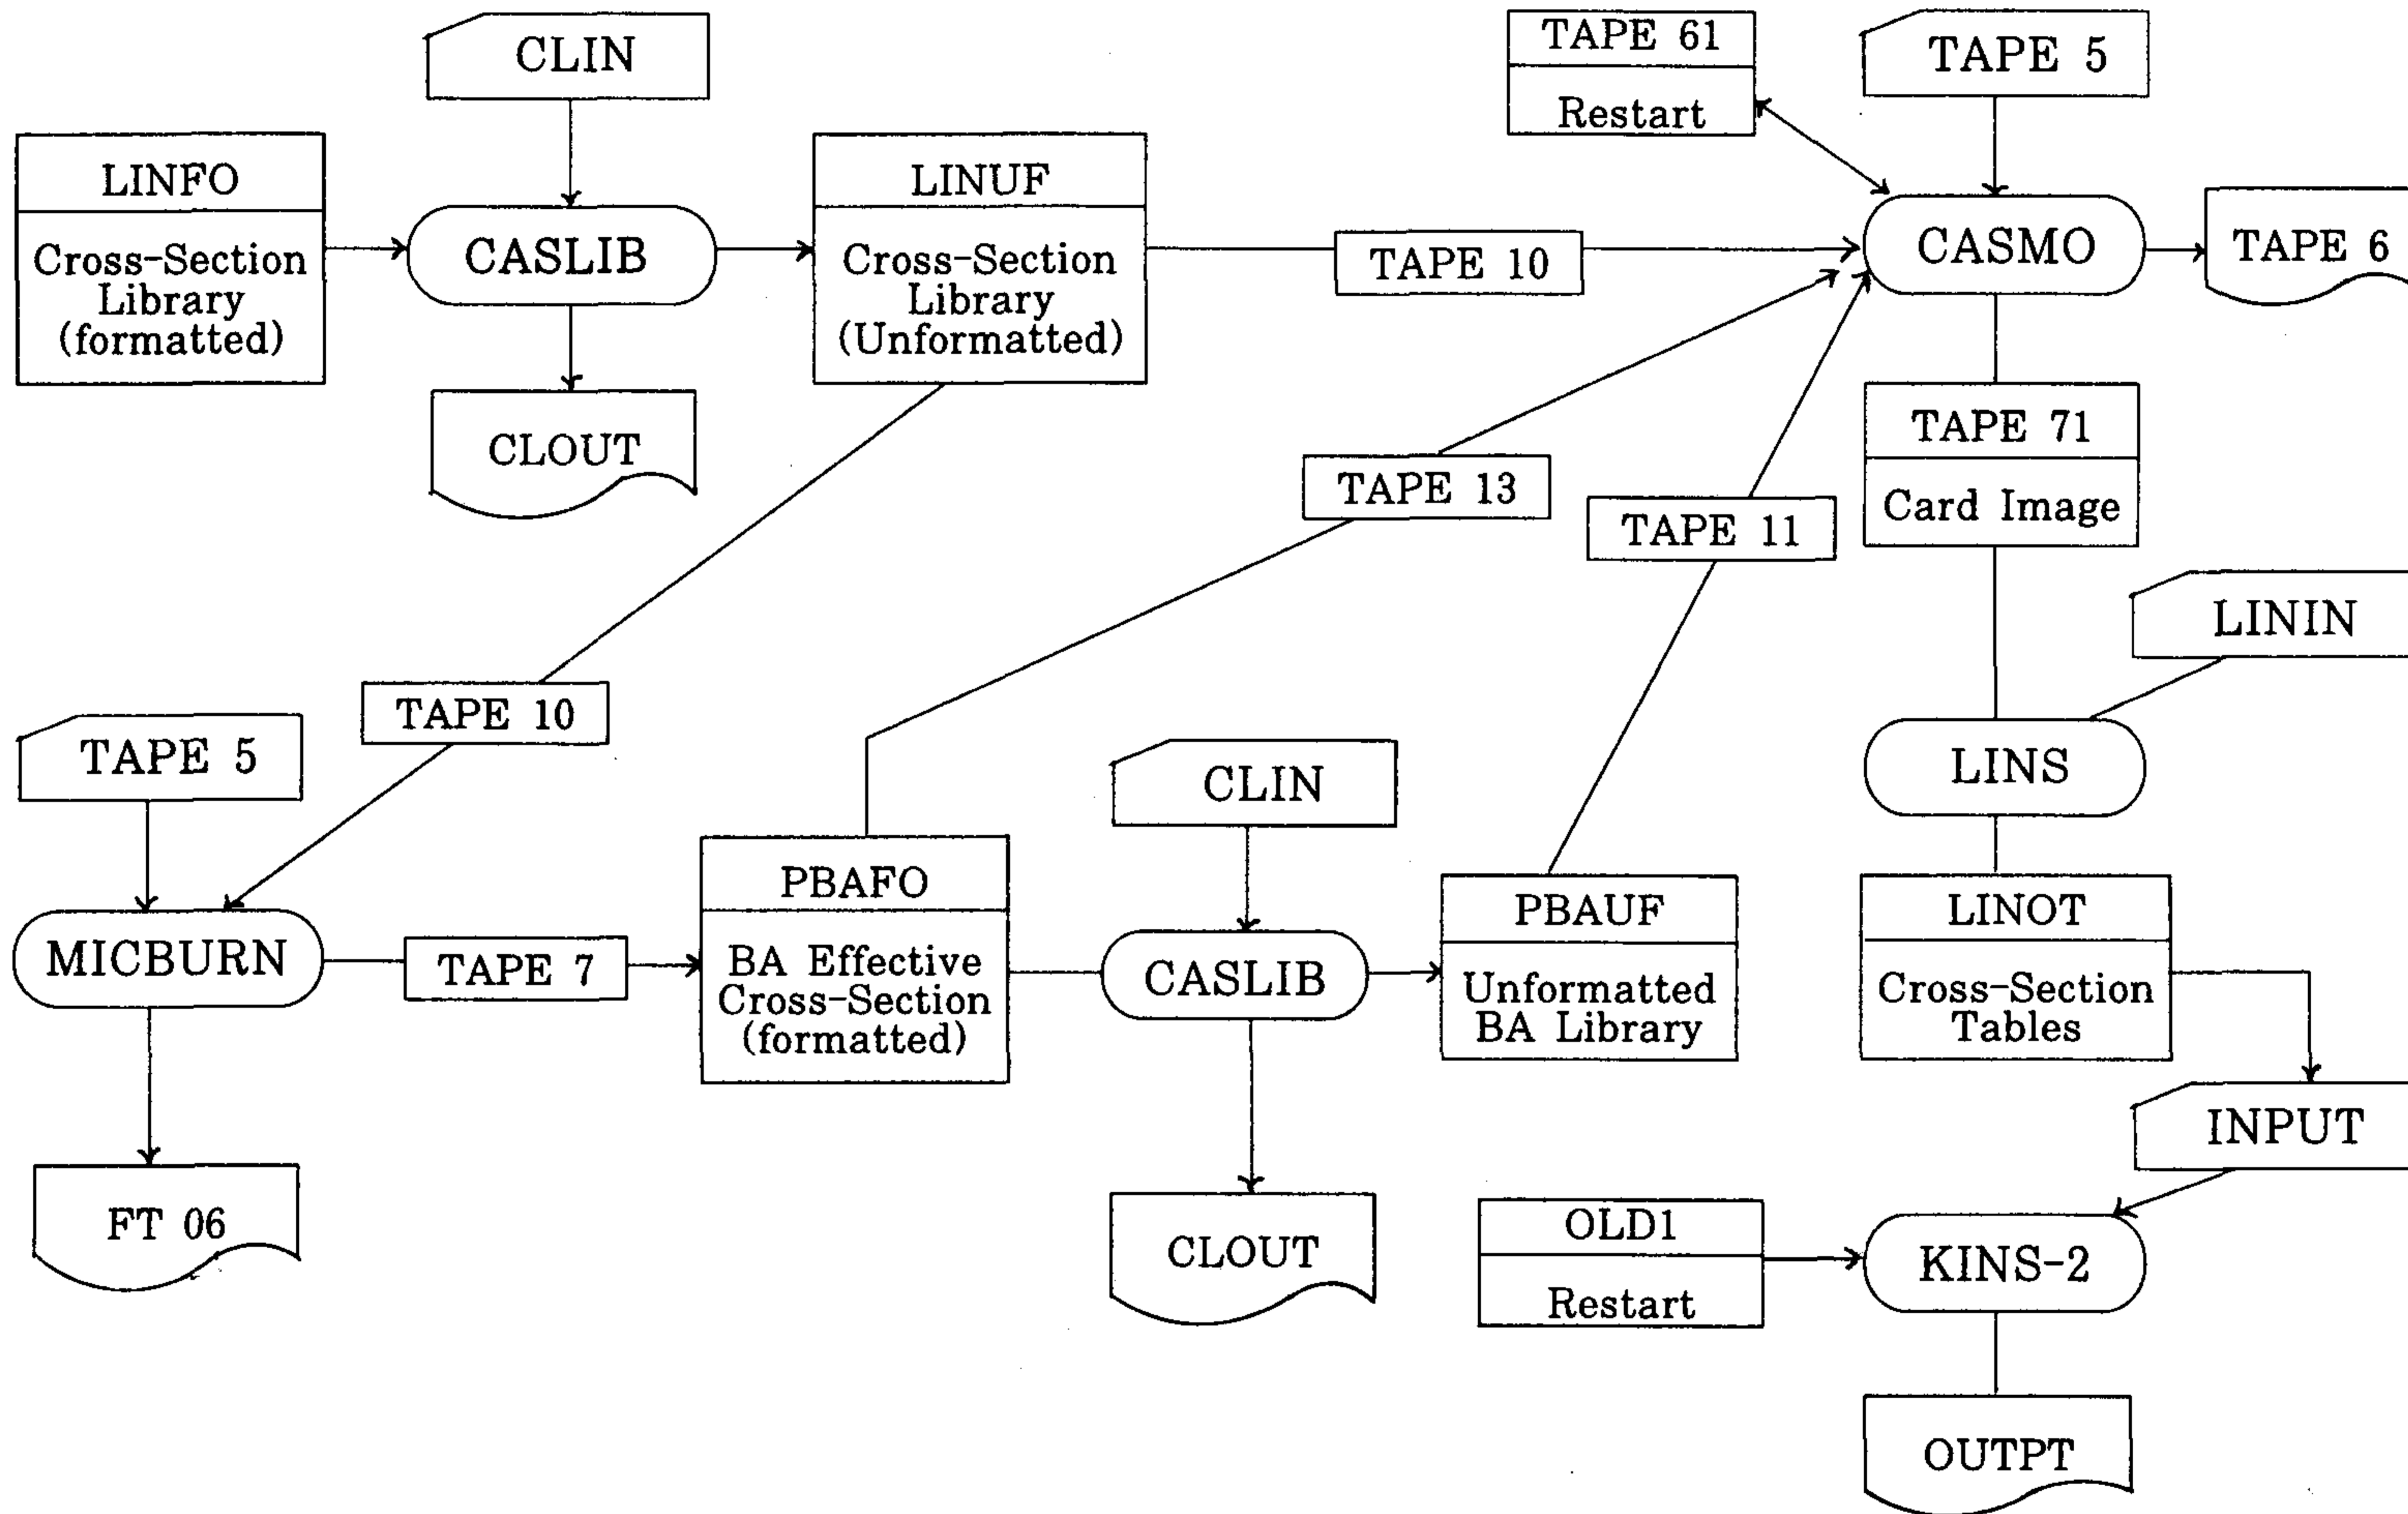 CLIN
TAPE 61
Restart
TAPE 5
LINFO
Cross-Section
Library
(formatted)
CASLIB
LINUF
Cross-Section
Library
(Unformatted)
TAPE 10
CASMO
TAPE 6
CLOUT
TAPE 13
TAPE 11
TAPE 71
Card Image
LININ
TAPE 10
TAPE 5
CLIN
LINS
MICBURN
TAPE 7
PBAFO
BA Effective
Cross-Section
(formatted)
CASLIB
PBAUF
Unformatted
BA Library
LINOT
Cross-Section
Tables
INPUT
FT 06
CLOUT
OLD1
Restart
KINS-2
OUTPT